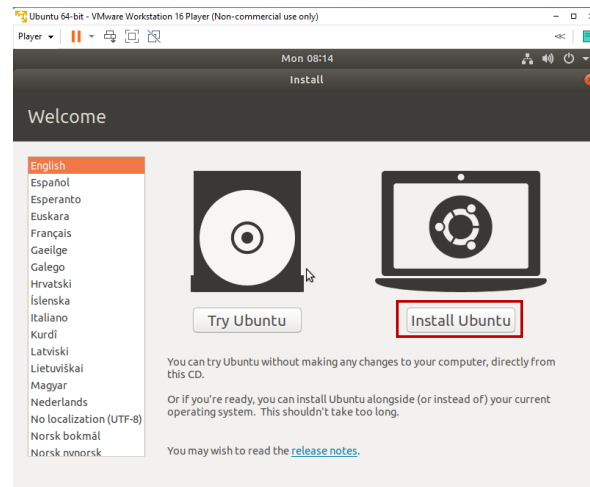 Ubuntu 64-bit - VMware Workstation 16 Player (Non-commercial use only)
Player
Mon 08:14
Install
Welcome
English
Español
Esperanto
Euskara
Français
Gaeilge
Galego
Hrvatski
Íslenska
Italiano
Kurdî
Latviski
Lietuviškai
Magyar
Nederlands
No localization (UTF-8)
Norsk bokmål
Norsk nynorsk
Try Ubuntu
Install Ubuntu
You can try Ubuntu without making any changes to your computer, directly from
this CD.
Or if you're ready, you can install Ubuntu alongside (or instead of) your current
operating system. This shouldn't take too long.
You may wish to read the release notes.